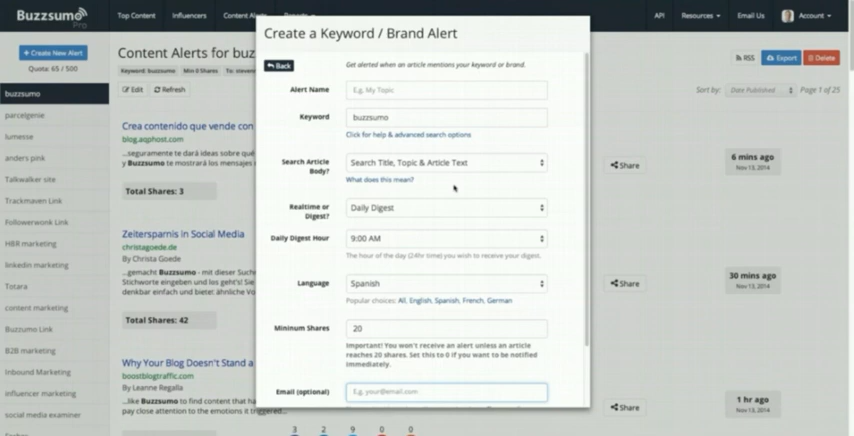 Buzzsumo
Pro
Top Content
Influencers
Content
API
Resources
Email Us
Account
+ Create New Alert
Quota: 65 / 500
buzzsumo
parcelgenie
lumesse
anders pink
Talkwalker site
Trackmaven Link
Followerwonk Link
HBR marketing
linkedin marketing
Totara
content marketing
Buzzumo Link
B2B marketing
Inbound Marketing
influencer marketing
social media examiner
Content Alerts for buz
Keyword: buzzsumo
Min 0 Shares
To: steven
Edit
Refresh
RSS
Export
Delete
Sort by:
Date Published
Page 1 of 25
Crea contenido que vende con
blog.aqphost.com
...seguramente te dará ideas sobre qué
y Buzzsumo te mostrará los mensajes
Total Shares: 3
Share
6 mins ago
Nov 13, 2014
Zeitersparnis in Social Media
christagoede.de
By Christa Goede
...gemacht Buzzsumo - mit dieser Such
Stichworte eingeben und los geht's! Sie
denkbar einfach und bietet ähnliche Vo
Total Shares: 42
Share
30 mins ago
Nov 13, 2014
Why Your Blog Doesn't Stand a
boostblogtraffic.com
By Leanne Regalla
...like Buzzsumo to find content that ha
pay close attention to the emotions it triggered...
Share
1 hr ago
Nov 13, 2014
3 2 9 0 0
Create a Keyword / Brand Alert
Back
Get alerted when an article mentions your keyword or brand.
Alert Name
E.g. My Topic
Keyword
buzzsumo
Click for help & advanced search options
Search Article
Body?
Search Title, Topic & Article Text
What does this mean?
Realtime or
Digest?
Daily Digest
Daily Digest Hour
9:00 AM
The hour of the day (24hr time) you wish to receive your digest.
Language
Spanish
Popular choices: All, English, Spanish, French, German
Mininum Shares
20
Important! You won't receive an alert unless an article
reaches 20 shares. Set this to 0 if you want to be notified
immediately.
Email (optional)
E.g. your@email.com